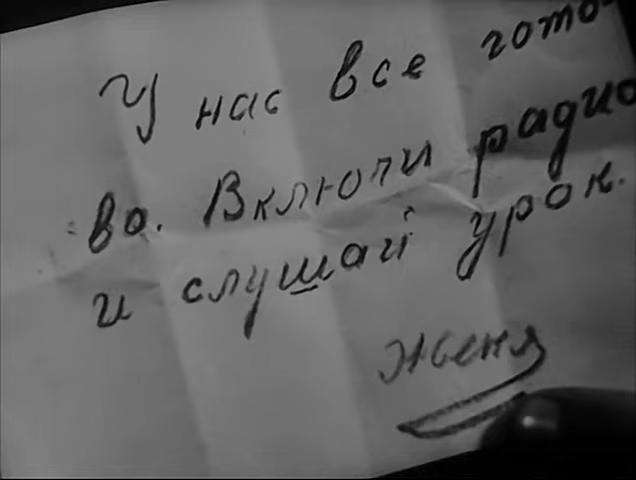 У нас все гото-
во. Включи радио
и слушай урок.
Женя